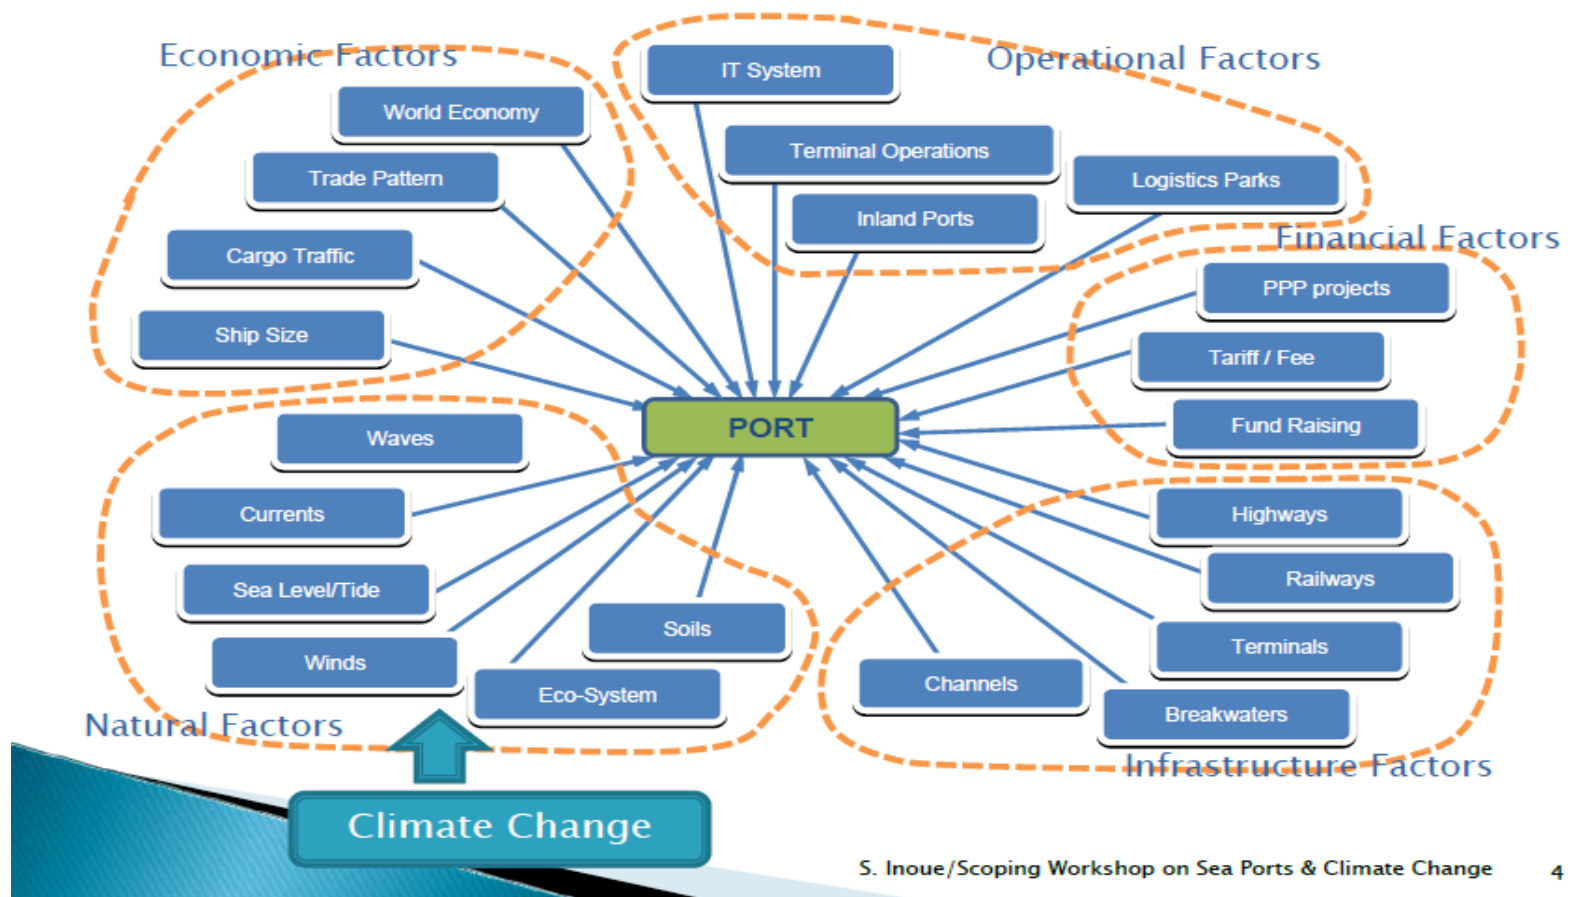 Economic Factors
World Economy
Trade Pattern
Cargo Traffic
Ship Size
Operational Factors
IT System
Terminal Operations
Logistics Parks
Inland Ports
Financial Factors
PPP projects
Tariff / Fee
Fund Raising
PORT
Waves
Currents
Sea Level/Tide
Winds
Soils
Eco-System
Natural Factors
Highways
Railways
Terminals
Channels
Breakwaters
Infrastructure Factors
Climate Change
S. Inoue/Scoping Workshop on Sea Ports & Climate Change 4